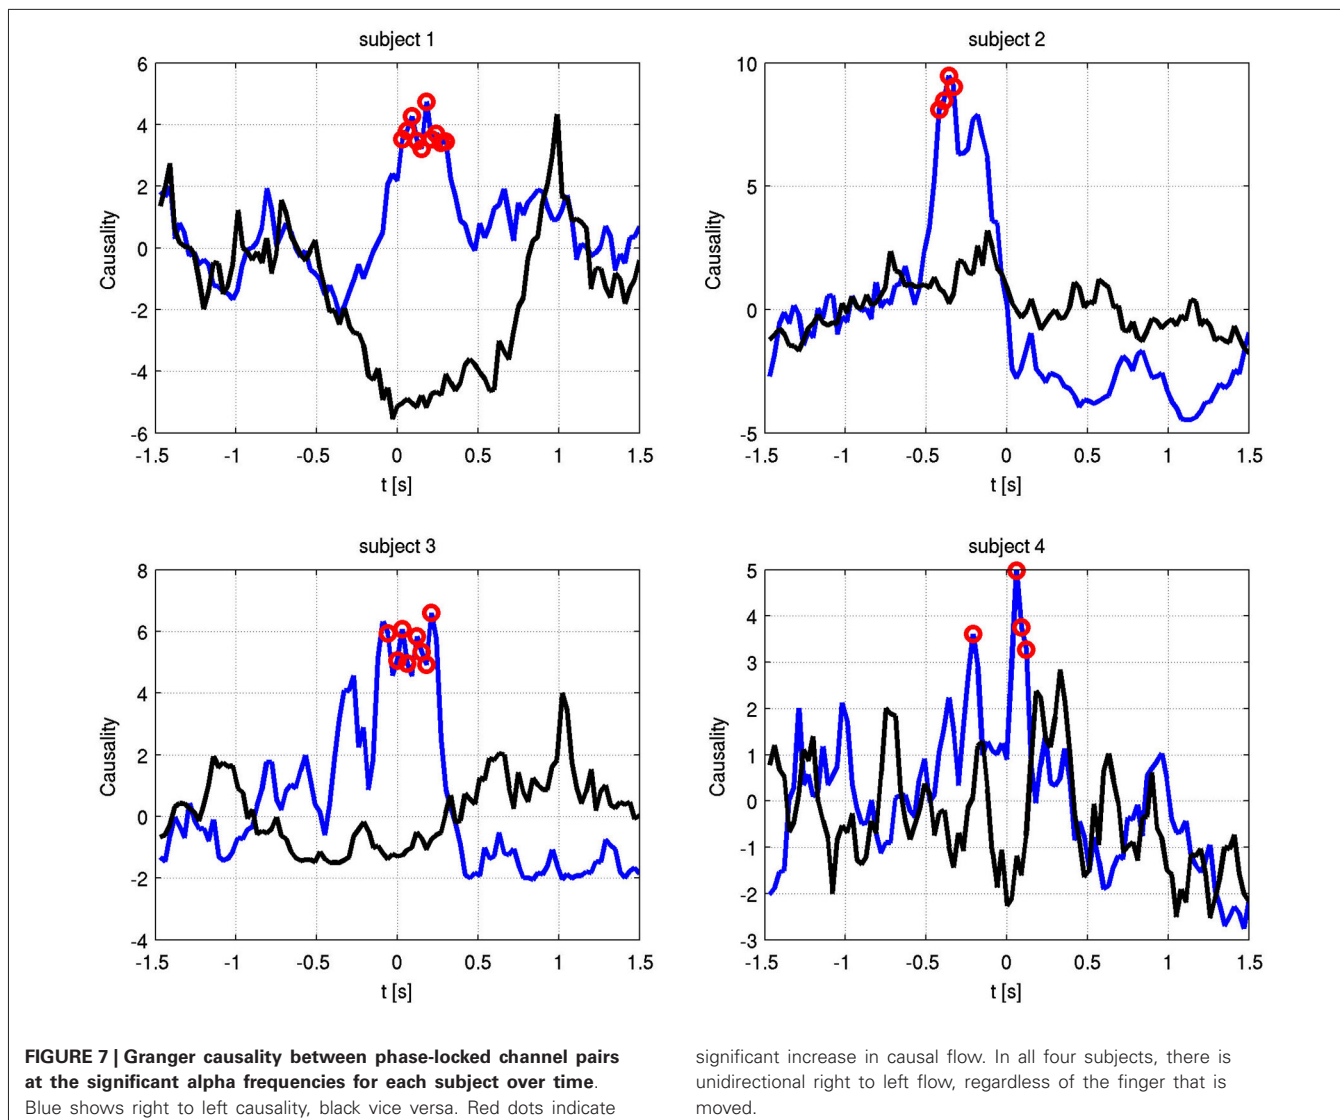 subject 1
6
4
2
0
-2
-4
-6
Causality
-1.5 -1 -0.5 0 0.5 1 1.5
t [s]
subject 2
10
5
0
-5
Causality
-1.5 -1 -0.5 0 0.5 1 1.5
t [s]
subject 3
8
6
4
2
0
-2
-4
Causality
-1.5 -1 -0.5 0 0.5 1 1.5
t [s]
subject 4
5
4
3
2
1
0
-1
-2
-3
Causality
-1.5 -1 -0.5 0 0.5 1 1.5
t [s]
FIGURE 7 | Granger causality between phase-locked channel pairs
at the significant alpha frequencies for each subject over time.
Blue shows right to left causality, black vice versa. Red dots indicate
significant increase in causal flow. In all four subjects, there is
unidirectional right to left flow, regardless of the finger that is
moved.